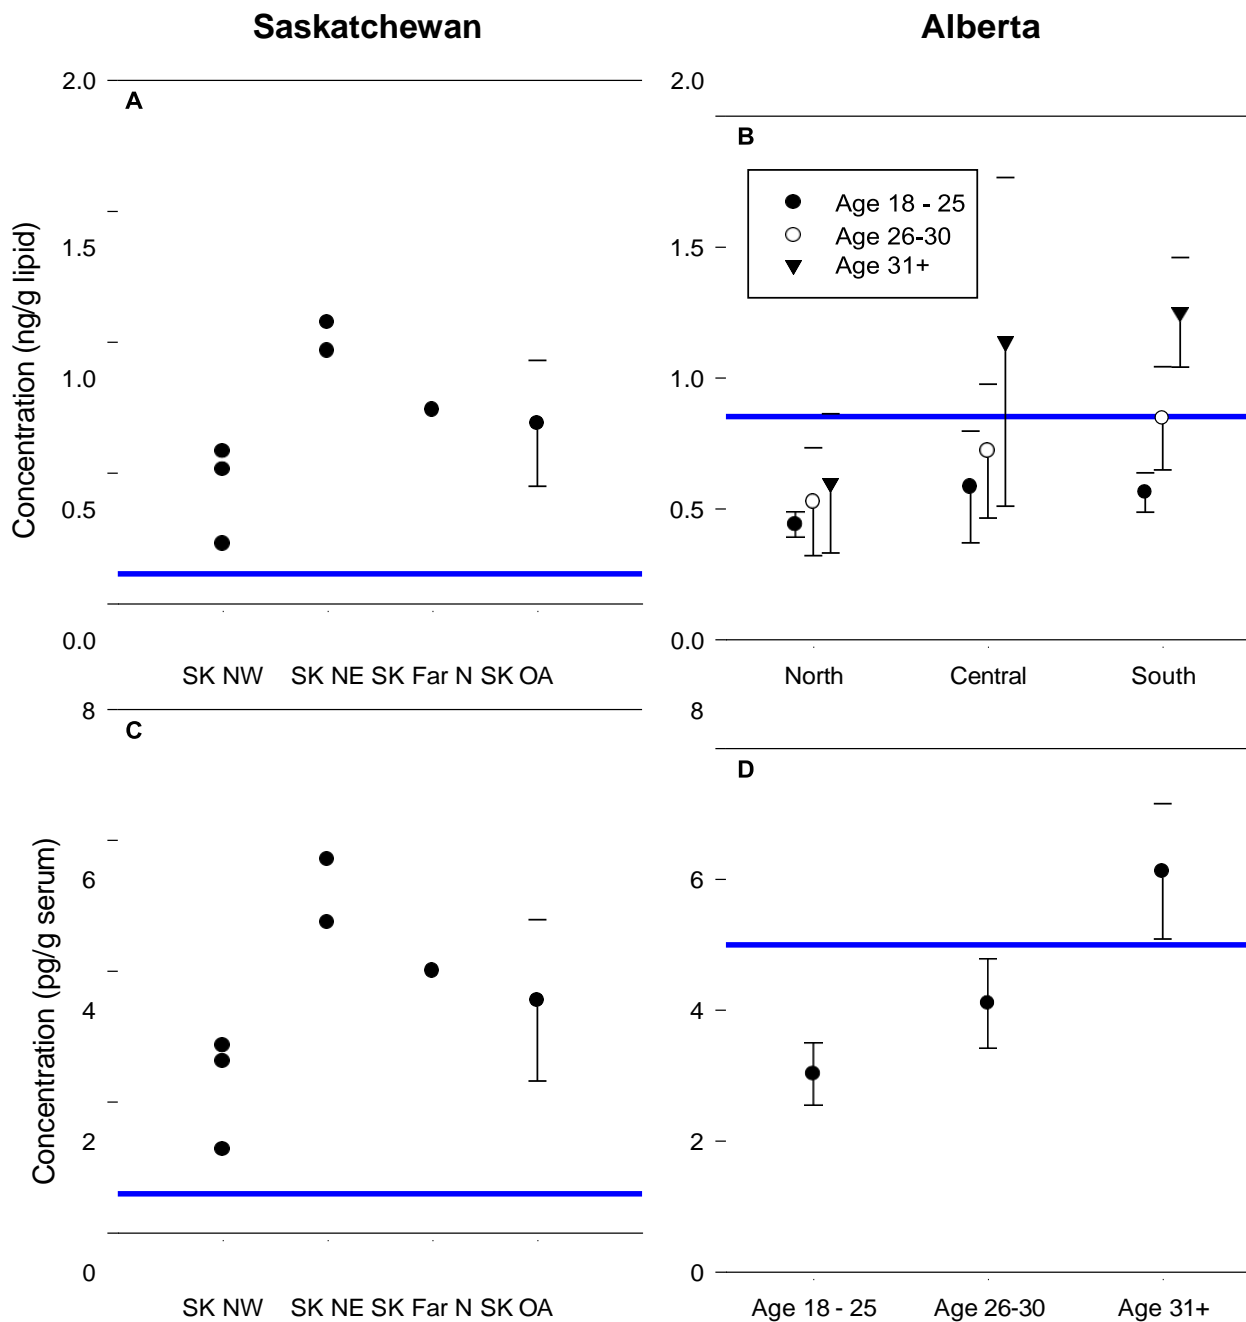 Saskatchewan
Alberta
A
B
2.0
1.5
1.0
0.5
0.0
Concentration (ng/g lipid)
SK NW SK NE SK Far N SK OA
2.0
1.5
1.0
0.5
0.0
Age 18 - 25
Age 26-30
Age 31+
North Central South
C
D
8
6
4
2
0
Concentration (pg/g serum)
SK NW SK NE SK Far N SK OA
8
6
4
2
0
Age 18 - 25 Age 26-30 Age 31+